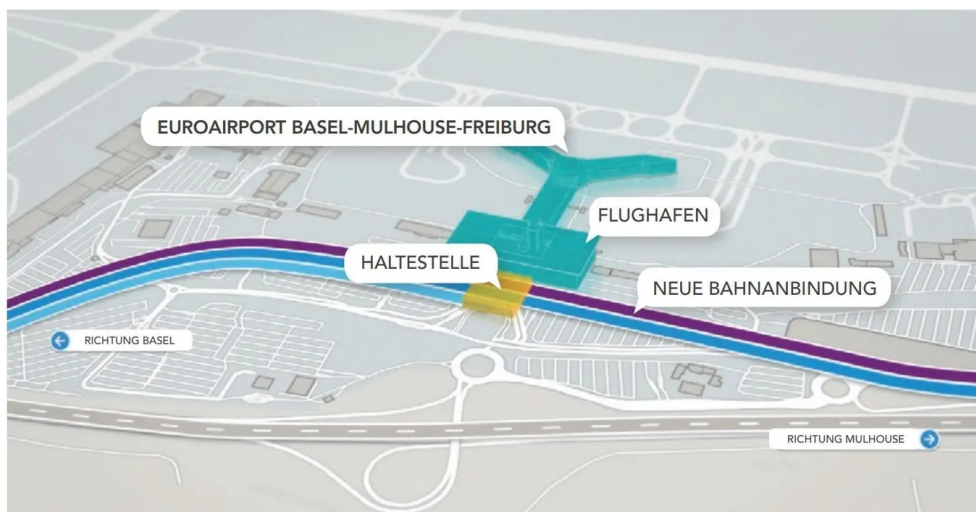 EUROAIRPORT BASEL-MULHOUSE-FREIBURG
FLUGHAFEN
HALTESTELLE
NEUE BAHNANBINDUNG
RICHTUNG BASEL
RICHTUNG MULHOUSE